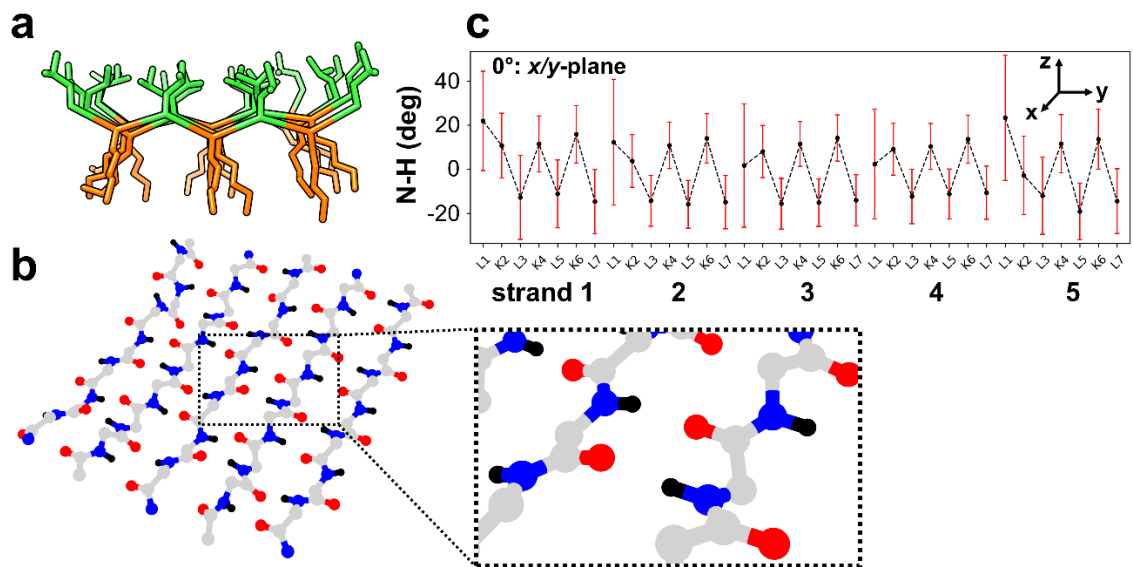 a
c
0°: x/y-plane
z
y
x
N-H (deg)
40
20
0
-20
L1 K2 L3 K4 L5 K6 L7 L1 K2 L3 K4 L5 K6 L7 L1 K2 L3 K4 L5 K6 L7 L1 K2 L3 K4 L5 K6 L7 L1 K2 L3 K4 L5 K6 L7
strand 1 2 3 4 5
b